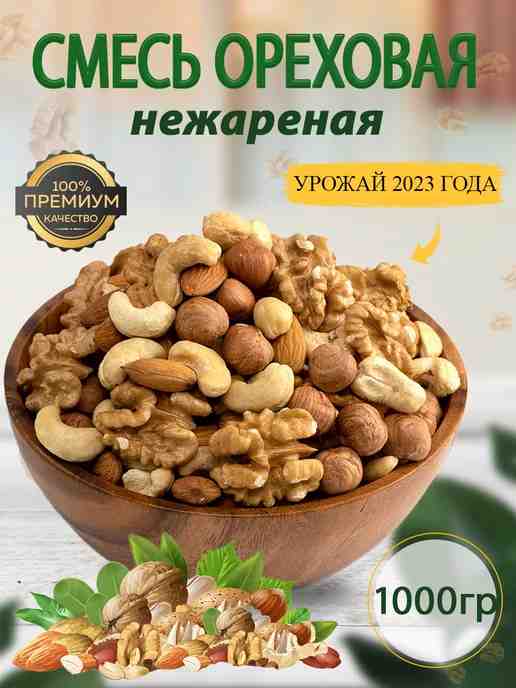 СМЕСЬ ОРЕХОВАЯ
нежареная
100%
ПРЕМИУМ
КАЧЕСТВО
УРОЖАЙ 2023 ГОДА
1000гр